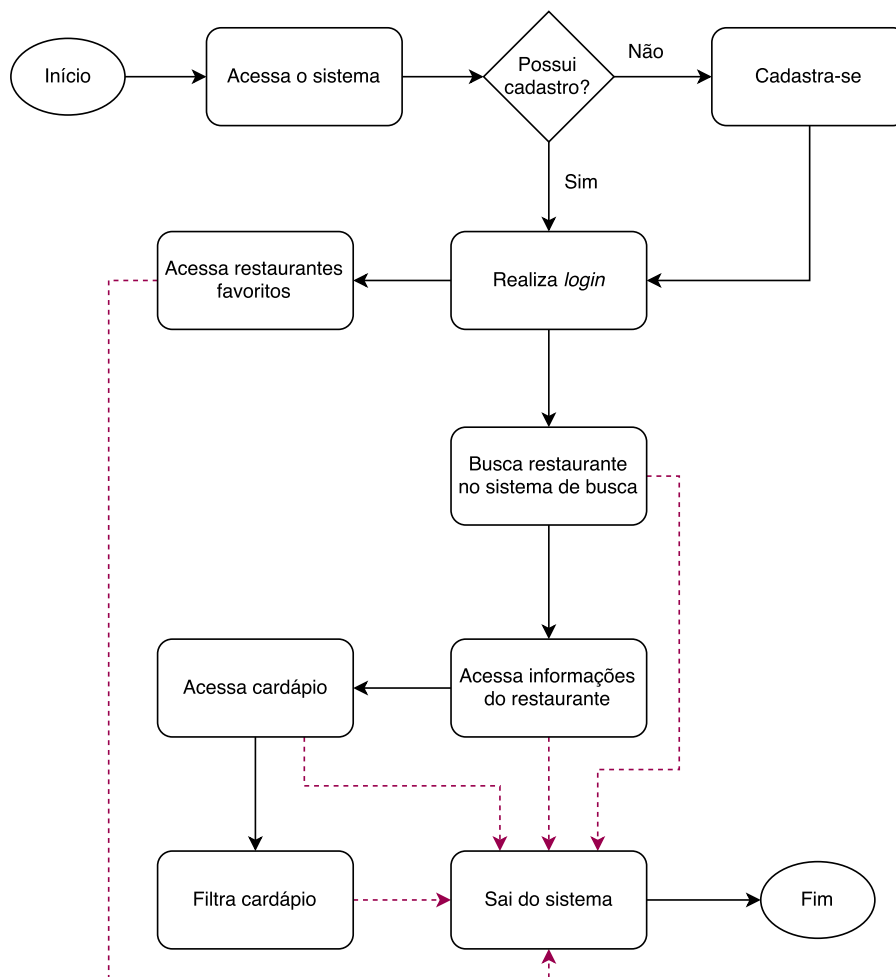 Início
Acessa o sistema
Possui
cadastro?
Não
Cadastra-se
Sim
Acessa restaurantes
favoritos
Realiza login
Busca restaurante
no sistema de busca
Acessa cardápio
Acessa informações
do restaurante
Filtra cardápio
Sai do sistema
Fim